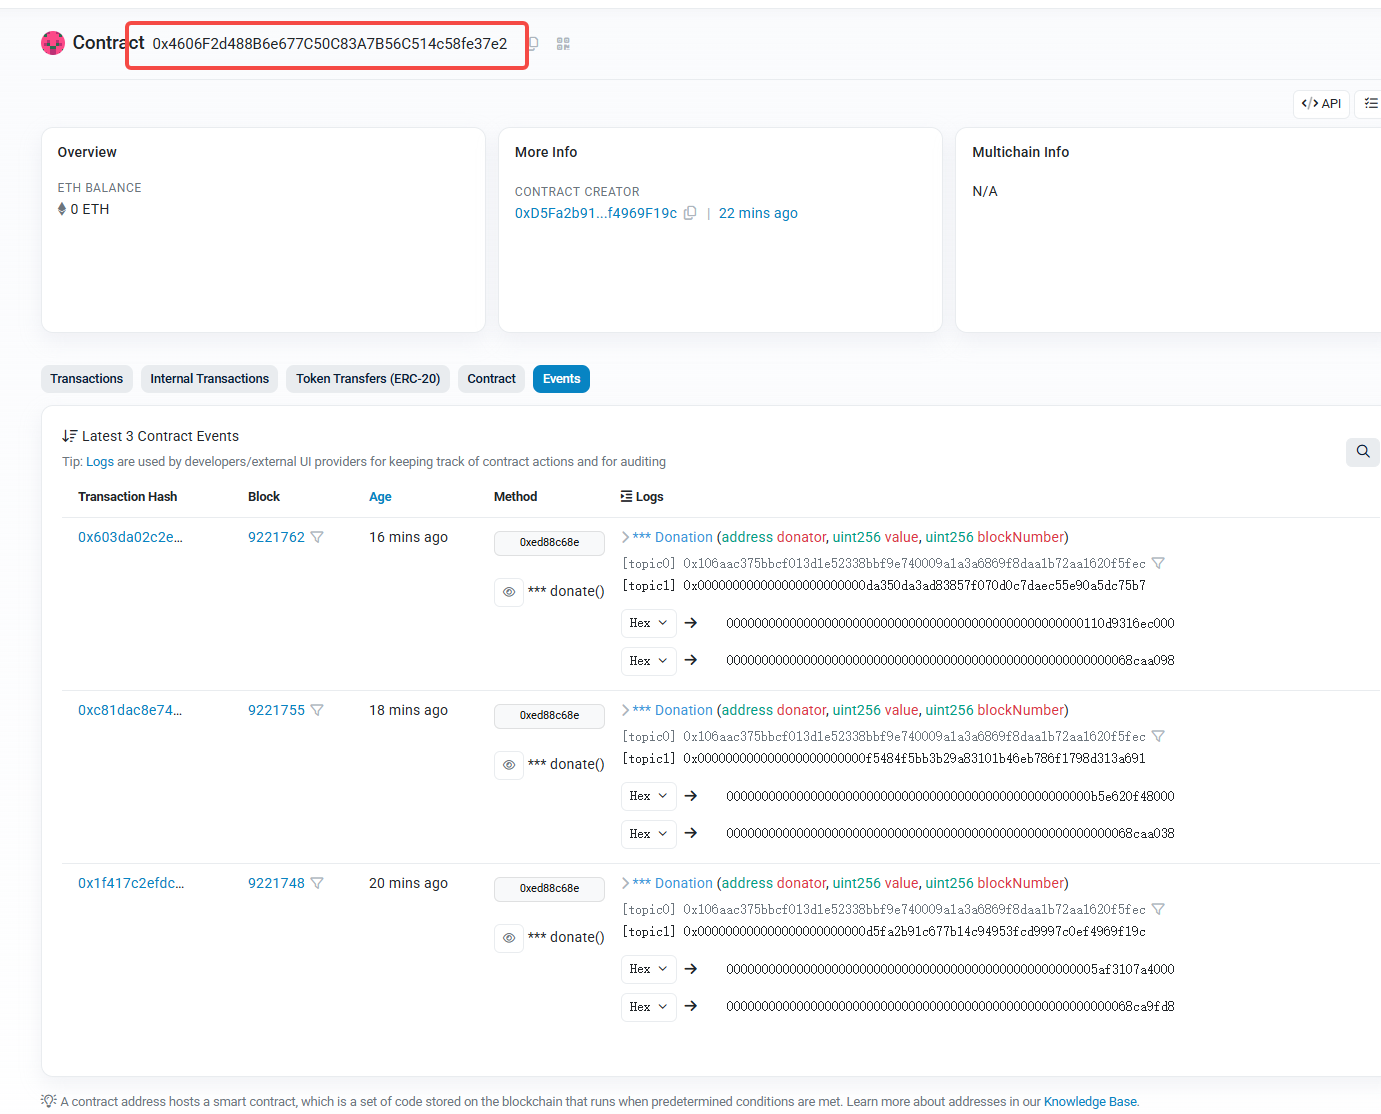 Contract 0x4606F2d488B6e677C50C83A7B56C514c58fe37e2
API
Overview
ETH BALANCE
0 ETH
More Info
CONTRACT CREATOR
0xD5Fa2b91...f4969F19c | 22 mins ago
Multichain Info
N/A
Transactions Internal Transactions Token Transfers (ERC-20) Contract Events
Latest 3 Contract Events
Tip: Logs are used by developers/external UI providers for keeping track of contract actions and for auditing
Transaction Hash Block Age Method Logs
0x603da02c2e... 9221762 16 mins ago 0xed88c68e *** Donation (address donator, uint256 value, uint256 blockNumber)
[topic0] 0x106aac375bbcf013d1e52338bbf9e740009a1a3a6869f8daa1b72aa1620f5fec
*** donate() [topic1] 0x000000000000000000000000da350da3ad83857f070d0c7daec55e90a5dc75b7
Hex 000000000000000000000000000000000000000000000000000110d9316ec000
Hex 0000000000000000000000000000000000000000000000000000000068caa098
0xc81dac8e74... 9221755 18 mins ago 0xed88c68e *** Donation (address donator, uint256 value, uint256 blockNumber)
[topic0] 0x106aac375bbcf013d1e52338bbf9e740009a1a3a6869f8daa1b72aa1620f5fec
*** donate() [topic1] 0x000000000000000000000000f5484f5bb3b29a83101b46eb786f1798d313a691
Hex 0000000000000000000000000000000000000000000000000000b5e620f48000
Hex 0000000000000000000000000000000000000000000000000000000068caa038
0x1f417c2efdc... 9221748 20 mins ago 0xed88c68e *** Donation (address donator, uint256 value, uint256 blockNumber)
[topic0] 0x106aac375bbcf013d1e52338bbf9e740009a1a3a6869f8daa1b72aa1620f5fec
*** donate() [topic1] 0x000000000000000000000000d5fa2b91c677b14c94953fcd9997c0ef4969f19c
Hex 00000000000000000000000000000000000000000000000000005af3107a4000
Hex 0000000000000000000000000000000000000000000000000000000068ca9fd8
A contract address hosts a smart contract, which is a set of code stored on the blockchain that runs when predetermined conditions are met. Learn more about addresses in our Knowledge Base.